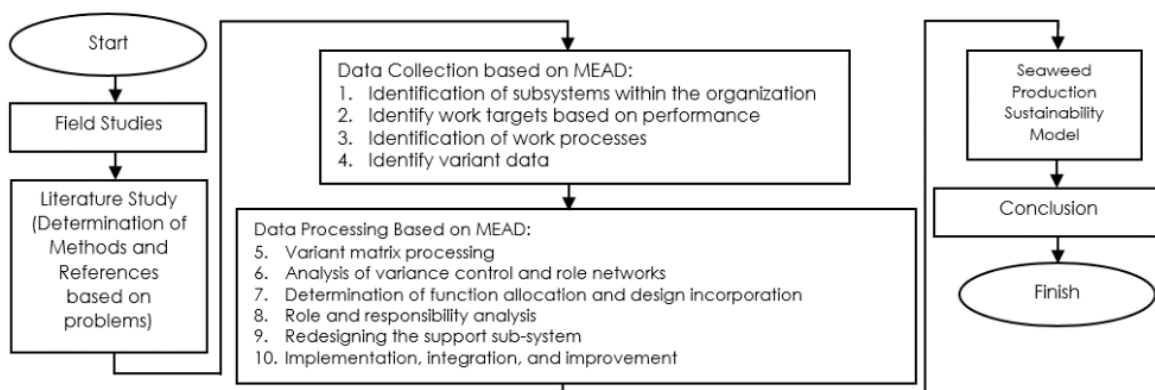 Start
Field Studies
Literature Study
(Determination of
Methods and
References
based on
problems)
Data Collection based on MEAD:
1. Identification of subsystems within the organization
2. Identify work targets based on performance
3. Identification of work processes
4. Identify variant data
Data Processing Based on MEAD:
5. Variant matrix processing
6. Analysis of variance control and role networks
7. Determination of function allocation and design incorporation
8. Role and responsibility analysis
9. Redesigning the support sub-system
10. Implementation, integration, and improvement
Seaweed
Production
Sustainability
Model
Conclusion
Finish